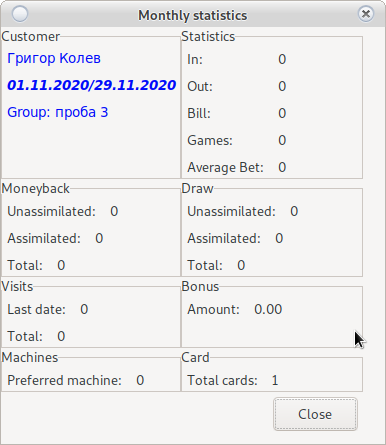 Monthly statistics
Customer
Григор Колев
01.11.2020/29.11.2020
Group: проба 3
Statistics
In: 0
Out: 0
Bill: 0
Games: 0
Average Bet: 0
Moneyback
Unassimilated: 0
Assimilated: 0
Total: 0
Draw
Unassimilated: 0
Assimilated: 0
Total: 0
Visits
Last date: 0
Total: 0
Bonus
Amount: 0.00
Machines
Preferred machine: 0
Card
Total cards: 1
Close